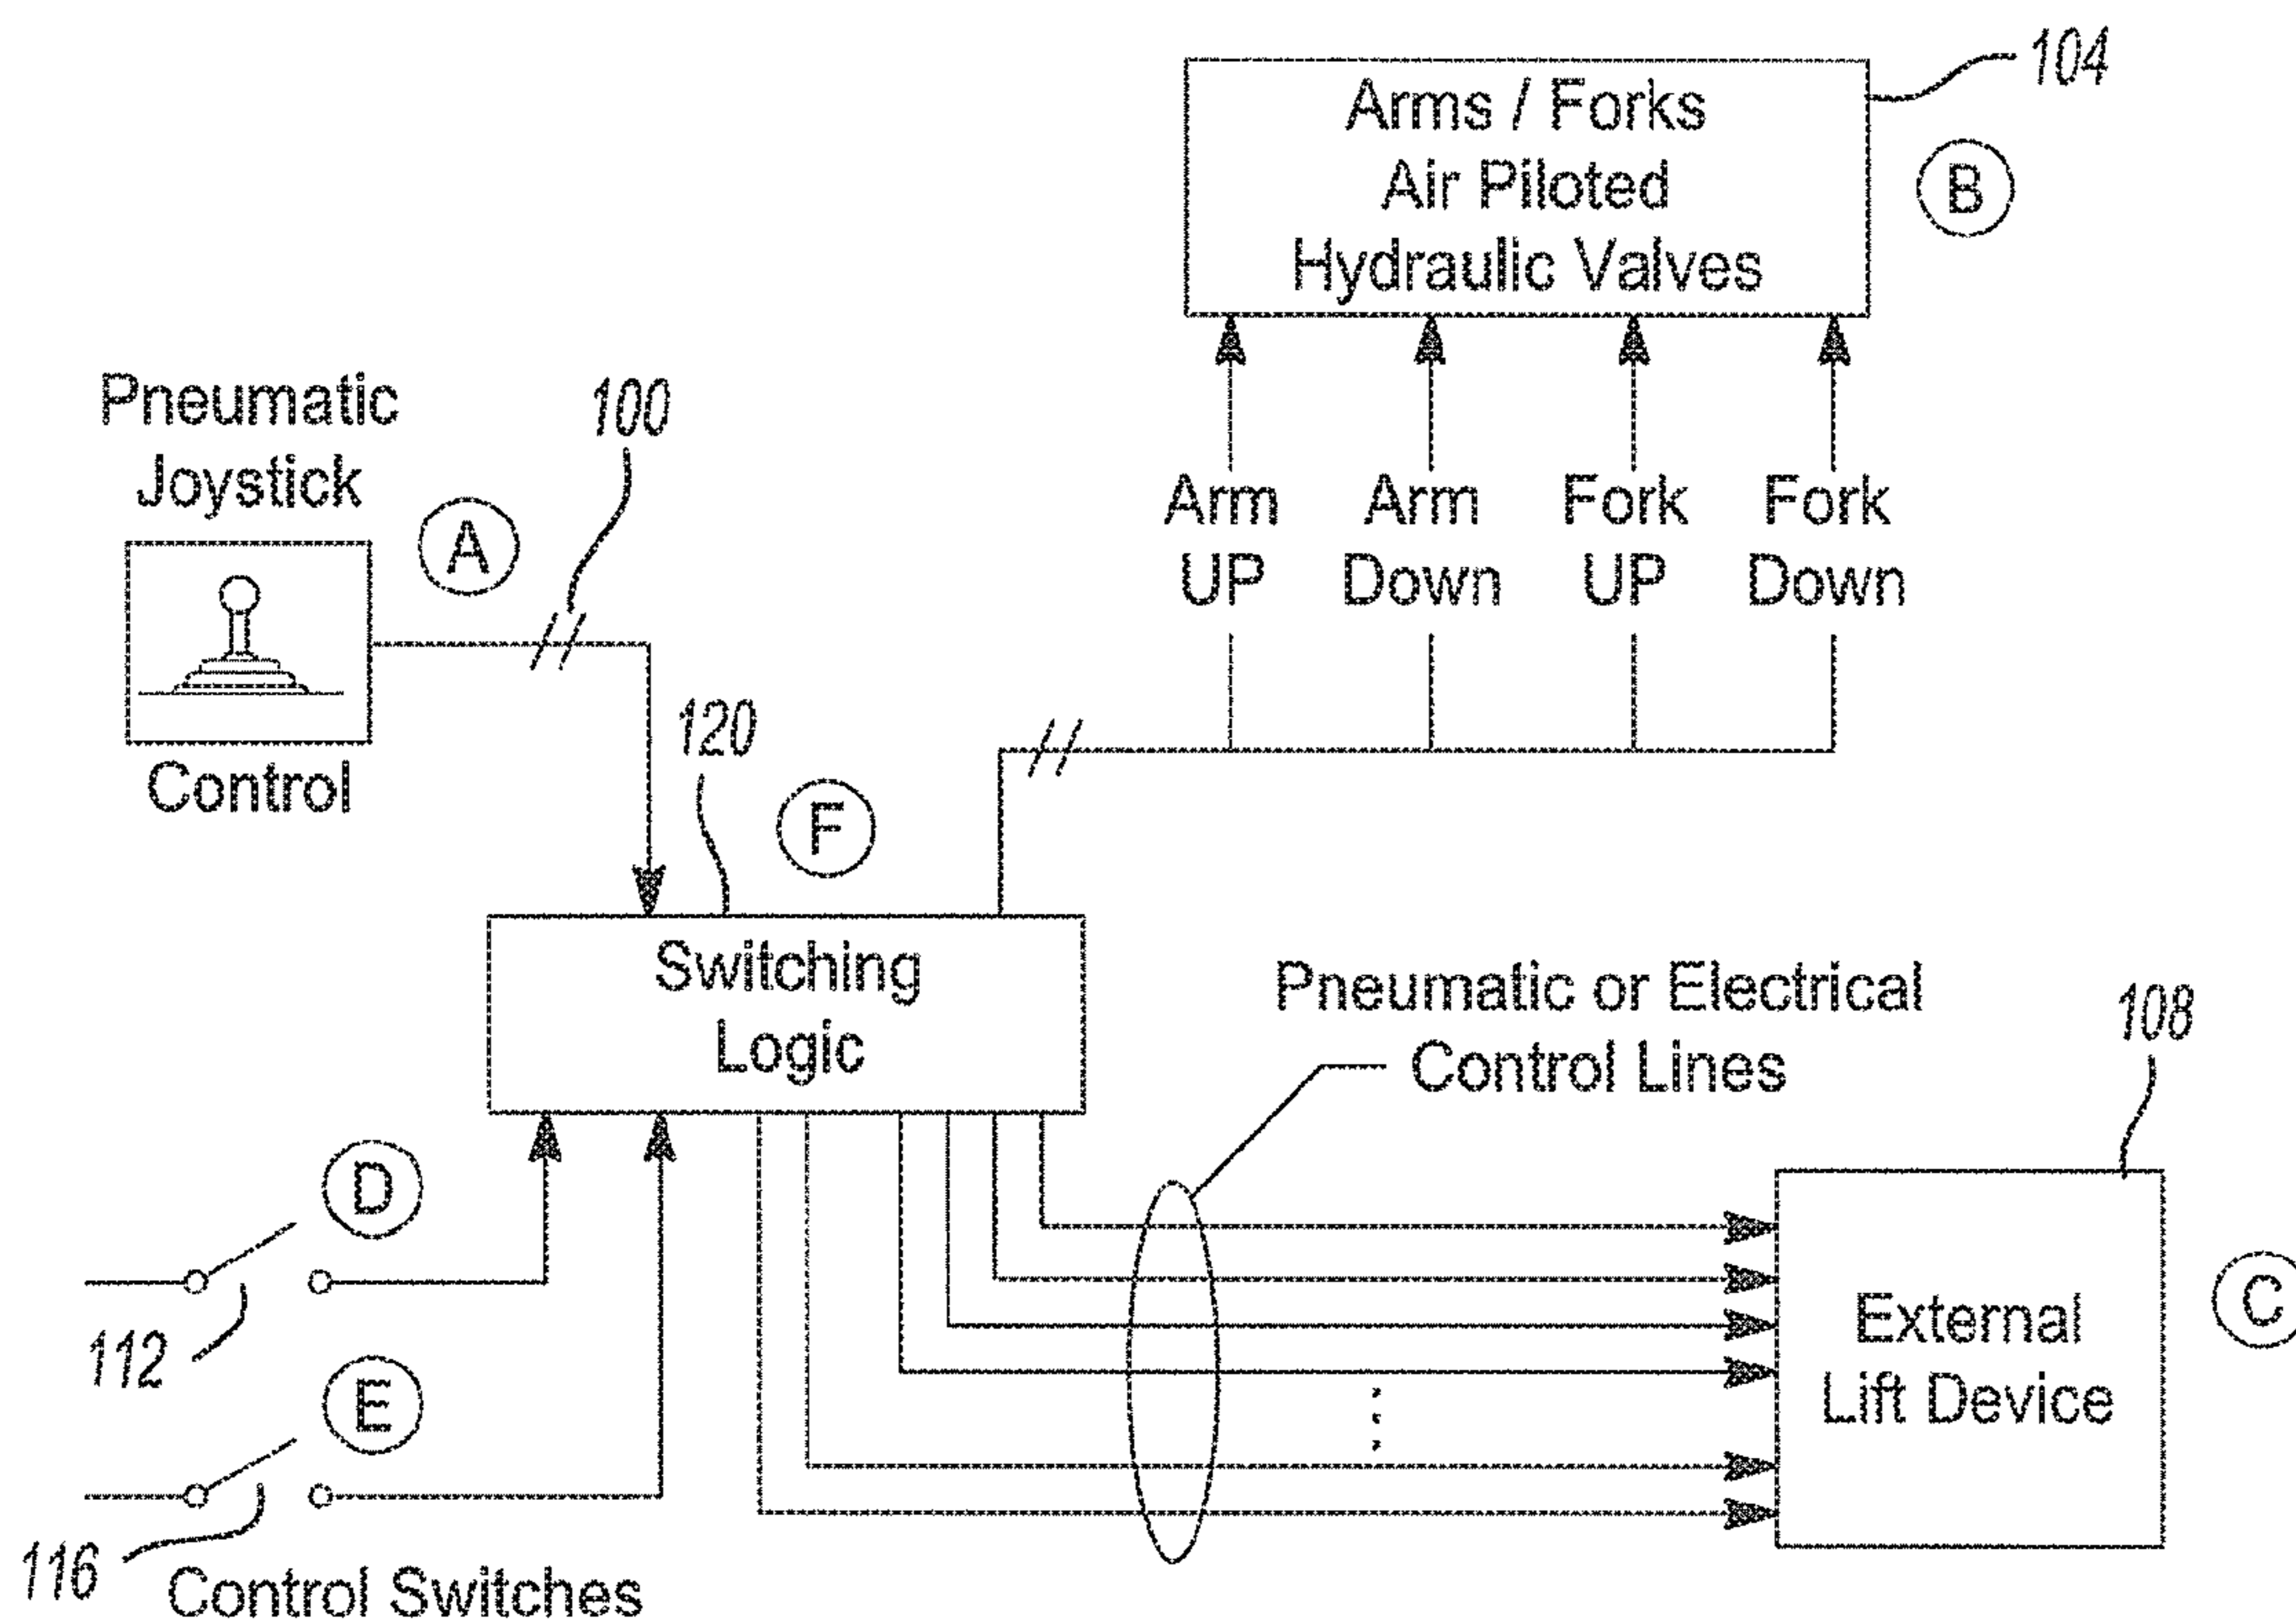 104
Arms / Forks
Air Piloted
Hydraulic Valves
B
Pneumatic
Joystick
A
100
Control
Arm
UP
Arm
Down
Fork
UP
Fork
Down
120
F
Switching
Logic
Pneumatic or Electrical
Control Lines
108
D
112
E
116
Control Switches
External
Lift Device
C